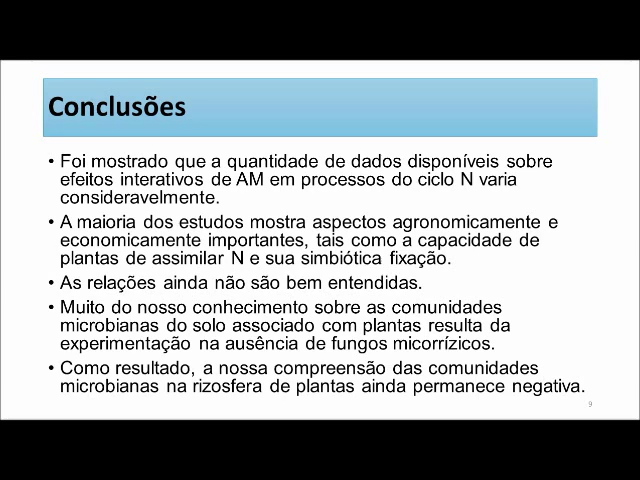 Conclusões
• Foi mostrado que a quantidade de dados disponíveis sobre
efeitos interativos de AM em processos do ciclo N varia
consideravelmente.
• A maioria dos estudos mostra aspectos agronomicamente e
economicamente importantes, tais como a capacidade de
plantas de assimilar N e sua simbiótica fixação.
• As relações ainda não são bem entendidas.
• Muito do nosso conhecimento sobre as comunidades
microbianas do solo associado com plantas resulta da
experimentação na ausência de fungos micorrízicos.
• Como resultado, a nossa compreensão das comunidades
microbianas na rizosfera de plantas ainda permanece negativa.
9